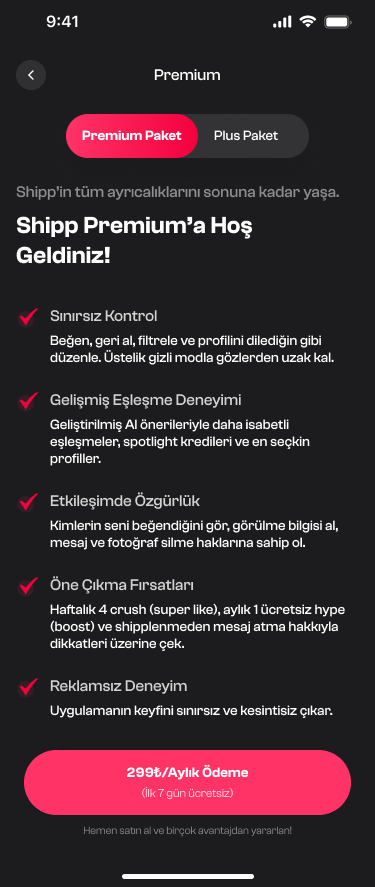 9:41
Premium
Premium Paket
Plus Paket
Shipp'in tüm ayrıcalıklarını sonuna kadar yaşa.
Shipp Premium'a Hoş
Geldiniz!
Sınırsız Kontrol
Beğen, geri al, filtrele ve profilini dilediğin gibi
düzenle. Üstelik gizli modla gözlerden uzak kal.
Gelişmiş Eşleşme Deneyimi
Geliştirilmiş AI önerileriyle daha isabetli
eşleşmeler, spotlight kredileri ve en seçkin
profiller.
Etkileşimde Özgürlük
Kimlerin seni beğendiğini gör, görülme bilgisi al,
mesaj ve fotoğraf silme haklarına sahip ol.
Öne Çıkma Fırsatları
Haftalık 4 crush (super like), aylık 1 ücretsiz hype
(boost) ve shipplenmeden mesaj atma hakkıyla
dikkatleri üzerine çek.
Reklamsız Deneyim
Uygulamanın keyfini sınırsız ve kesintisiz çıkar.
299₺/Aylık Ödeme
(İlk 7 gün ücretsiz)
Hemen satın al ve birçok avantajdan yararlan!